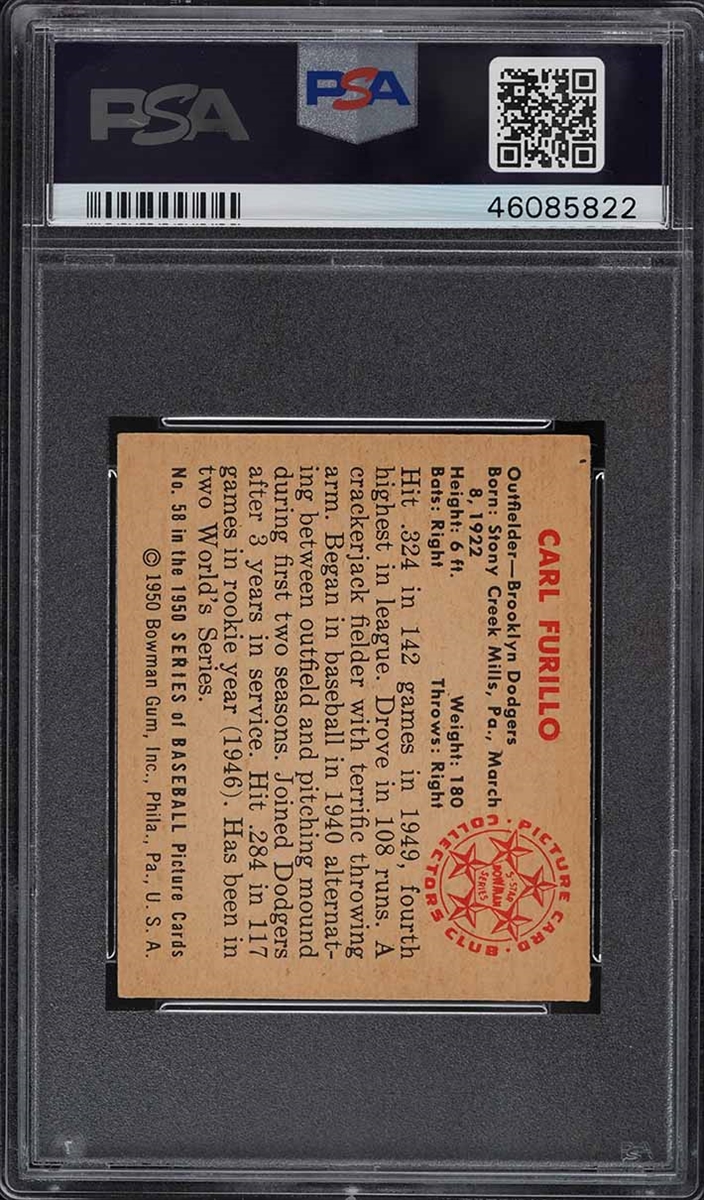 PSA
PSA
46085822
CARL FURILLO
Outfielder—Brooklyn Dodgers
Born: Stony Creek Mills, Pa., March
8, 1922
Height: 6 ft. Weight: 180
Bats: Right Throws: Right
PICTURE CARD
COLLECTORS CLUB
5-STAR
BOWMAN
SERIES
Hit .324 in 142 games in 1949, fourth
highest in league. Drove in 108 runs. A
crackerjack fielder with terrific throwing
arm. Began in baseball in 1940 alternat-
ing between outfield and pitching mound
during first two seasons. Joined Dodgers
after 3 years in service. Hit .284 in 117
games in rookie year (1946). Has been in
two World's Series.
No. 58 in the 1950 SERIES of BASEBALL Picture Cards
© 1950 Bowman Gum, Inc., Phila., Pa., U. S. A.